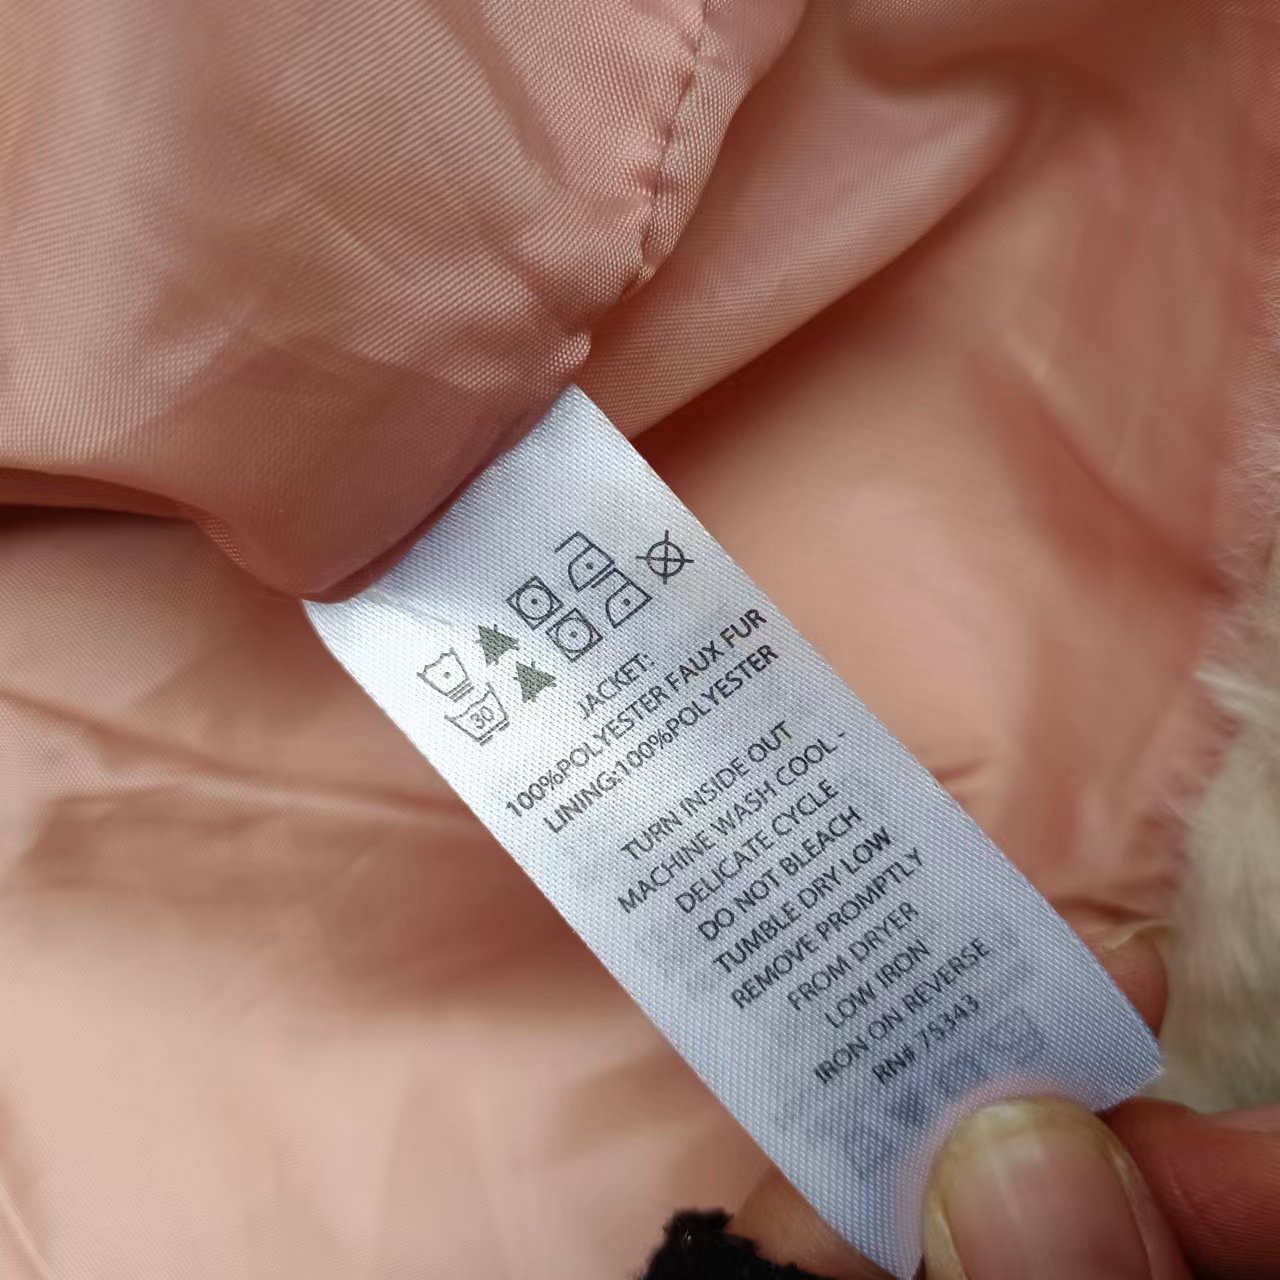 30
JACKET:
100%POLYESTER FAUX FUR
LINING:100%POLYESTER
TURN INSIDE OUT
MACHINE WASH COOL -
DELICATE CYCLE
DO NOT BLEACH
TUMBLE DRY LOW
REMOVE PROMPTLY
FROM DRYER
LOW IRON
IRON ON REVERSE
RN# 75343